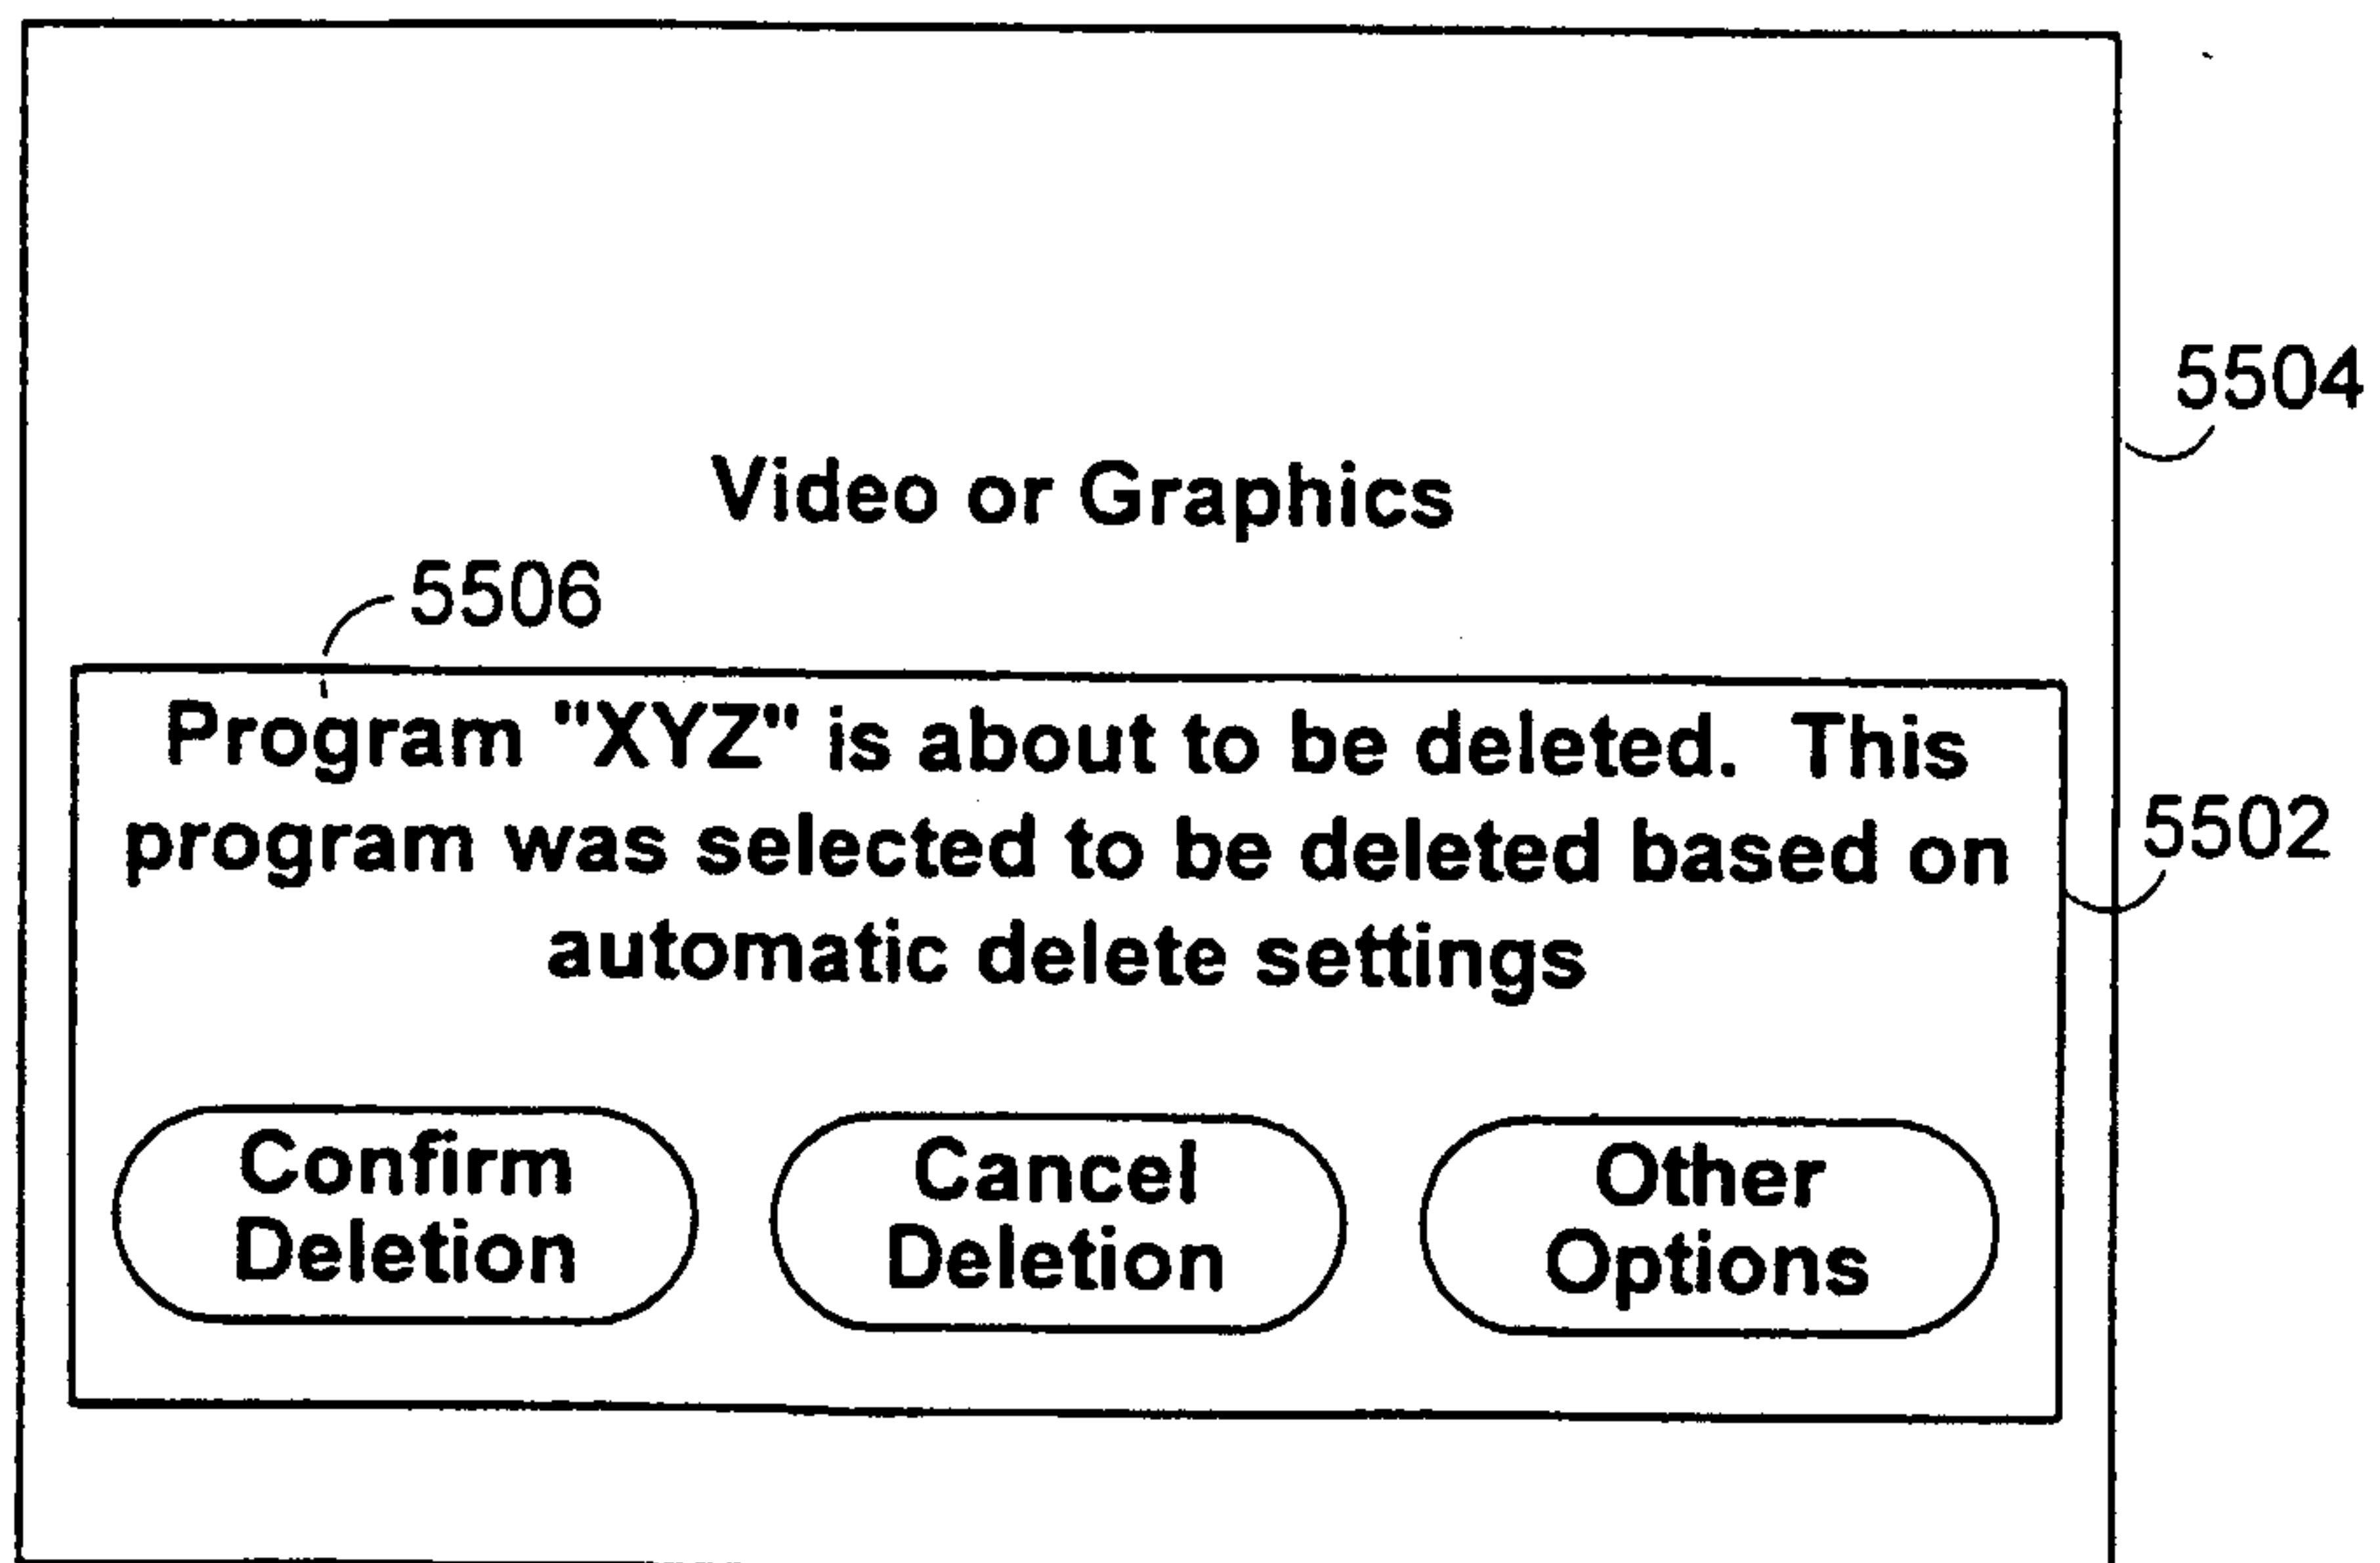 5504
Video or Graphics
5506
Program "XYZ" is about to be deleted. This
program was selected to be deleted based on
automatic delete settings
5502
Confirm
Deletion
Cancel
Deletion
Other
Options